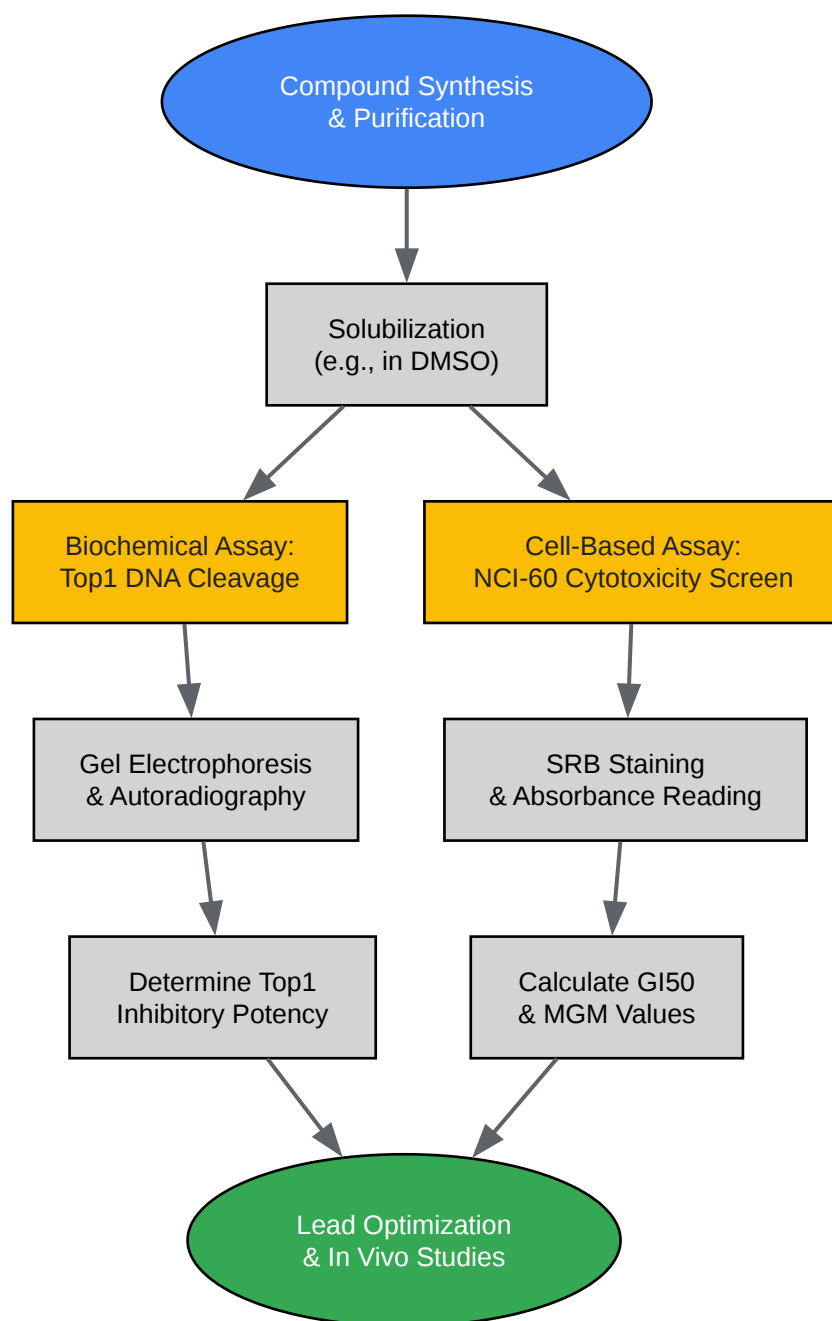 Compound Synthesis
& Purification
Solubilization
(e.g., in DMSO)
Biochemical Assay:
Top1 DNA Cleavage
Cell-Based Assay:
NCI-60 Cytotoxicity Screen
Gel Electrophoresis
& Autoradiography
SRB Staining
& Absorbance Reading
Determine Top1
Inhibitory Potency
Calculate GI50
& MGM Values
Lead Optimization
& In Vivo Studies